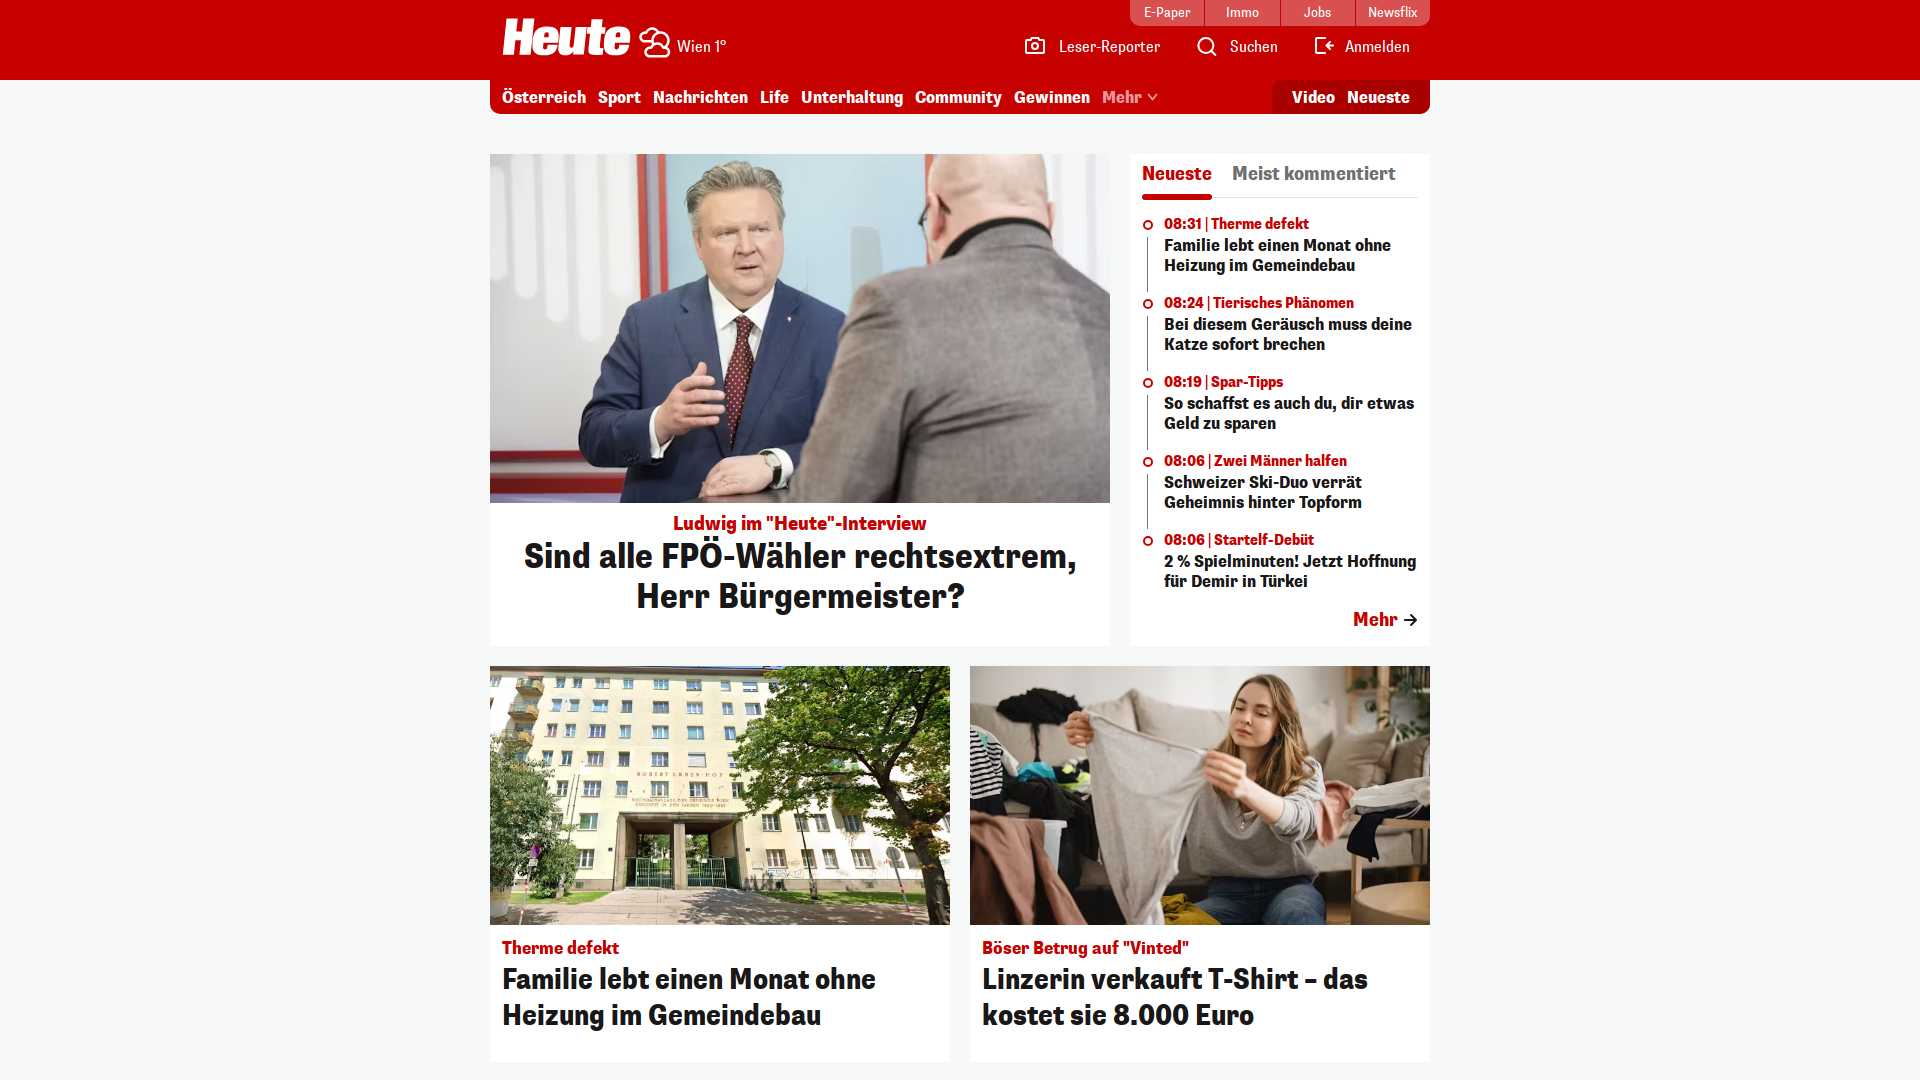 E-Paper
Immo
Jobs
Newsflix
Heute
Wien 1°
Leser-Reporter
Suchen
Anmelden
Österreich
Sport
Nachrichten
Life
Unterhaltung
Community
Gewinnen
Mehr
Video
Neueste
Ludwig im "Heute"-Interview
Sind alle FPÖ-Wähler rechtsextrem,
Herr Bürgermeister?
Neueste
Meist kommentiert
08:31 | Therme defekt
Familie lebt einen Monat ohne
Heizung im Gemeindebau
08:24 | Tierisches Phänomen
Bei diesem Geräusch muss deine
Katze sofort brechen
08:19 | Spar-Tipps
So schaffst es auch du, dir etwas
Geld zu sparen
08:06 | Zwei Männer halfen
Schweizer Ski-Duo verrät
Geheimnis hinter Topform
08:06 | Startelf-Debüt
2 % Spielminuten! Jetzt Hoffnung
für Demir in Türkei
Mehr
Therme defekt
Familie lebt einen Monat ohne
Heizung im Gemeindebau
Böser Betrug auf "Vinted"
Linzerin verkauft T-Shirt – das
kostet sie 8.000 Euro